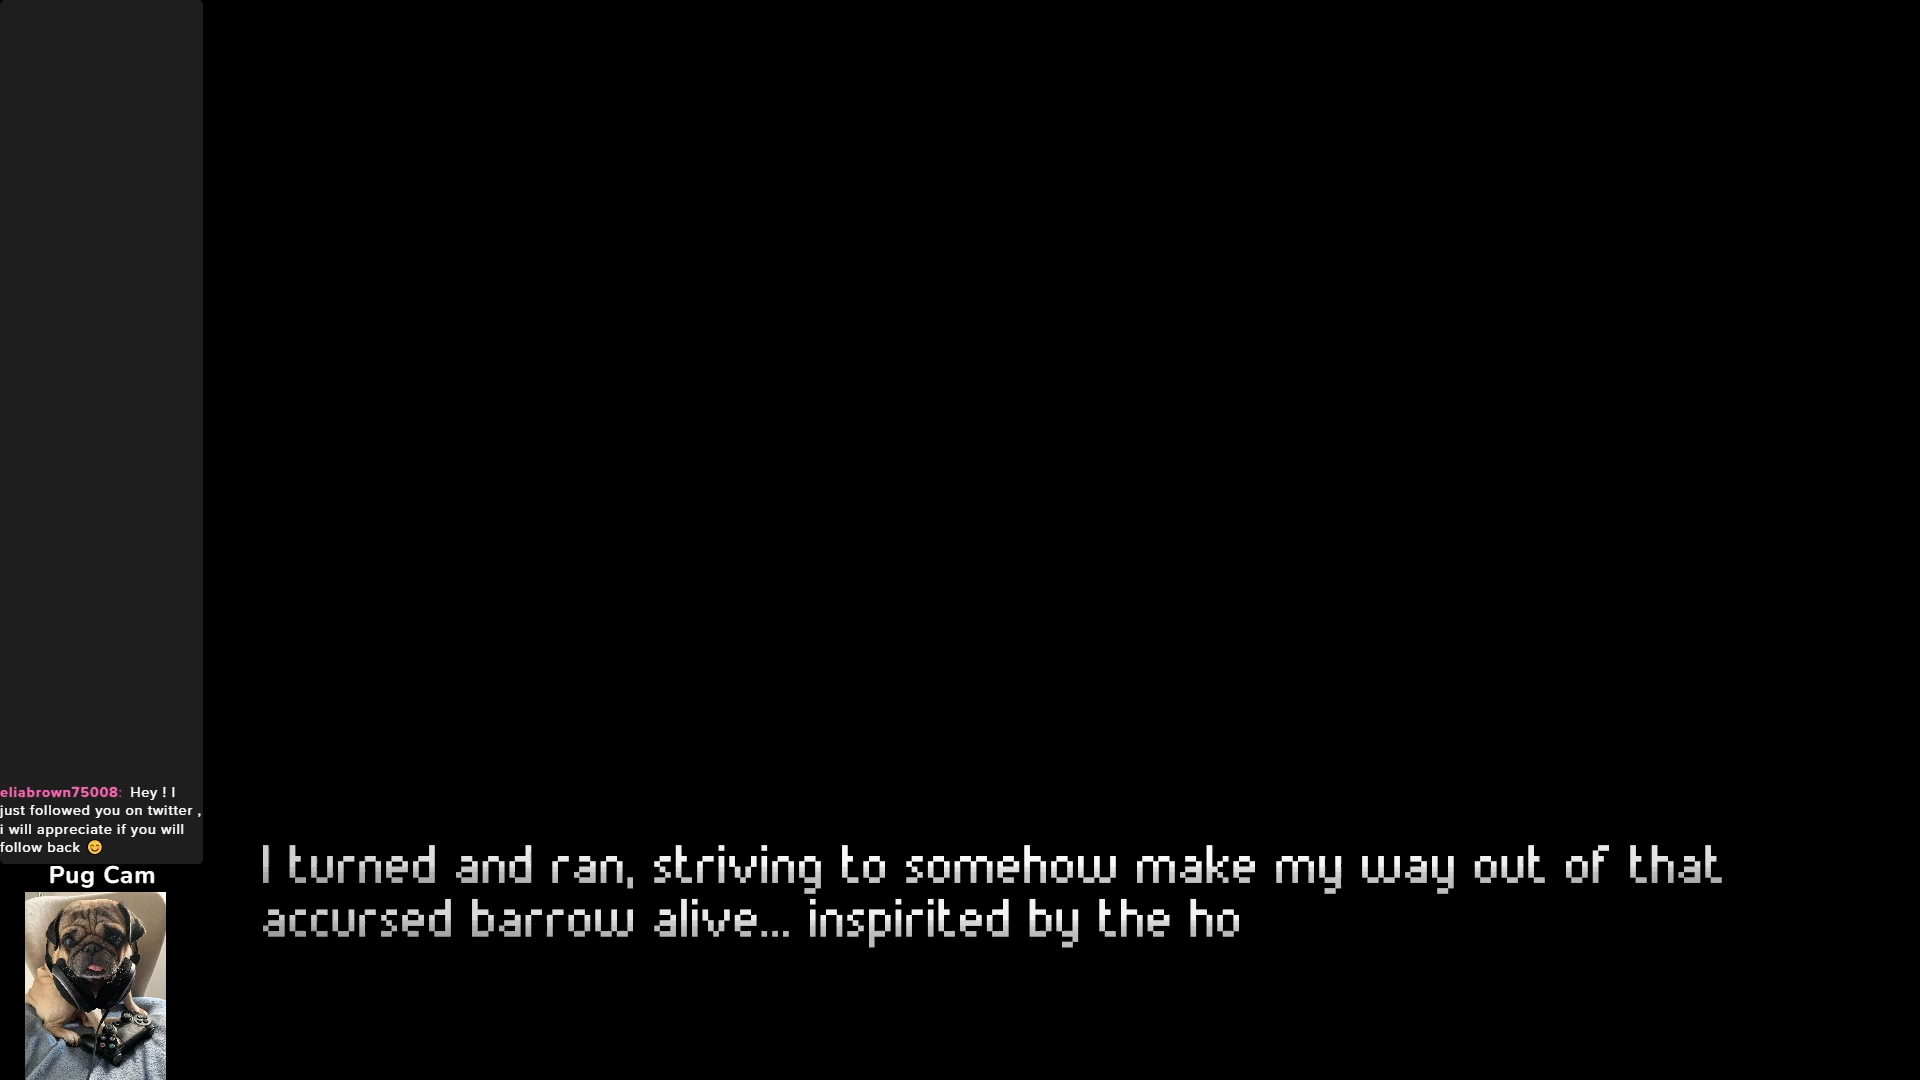 eliabrown75008: Hey ! I
just followed you on twitter ,
i will appreciate if you will
follow back 😊
Pug Cam
I turned and ran, striving to somehow make my way out of that
accursed barrow alive... inspirited by the ho